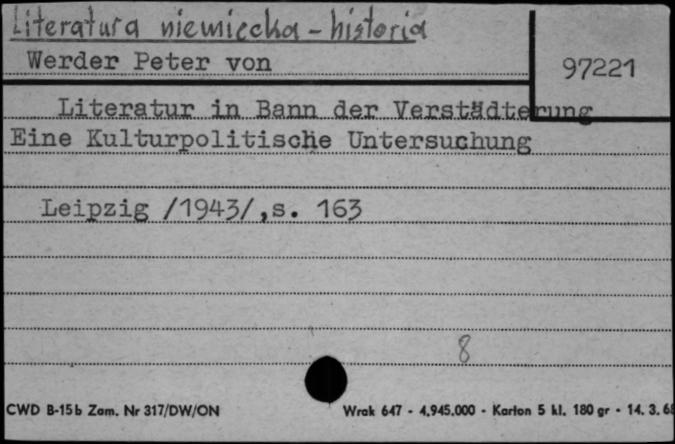 Literatura niemiecka - historia
Werder Peter von
97221
Literatur in Bann der Verstädterung
Eine Kulturpolitische Untersuchung
Leipzig /1943/,s. 163
8
CWD B-15b Zam. Nr 317/DW/ON
Wrak 647 - 4.945.000 - Karton 5 kl. 180 gr - 14. 3. 68